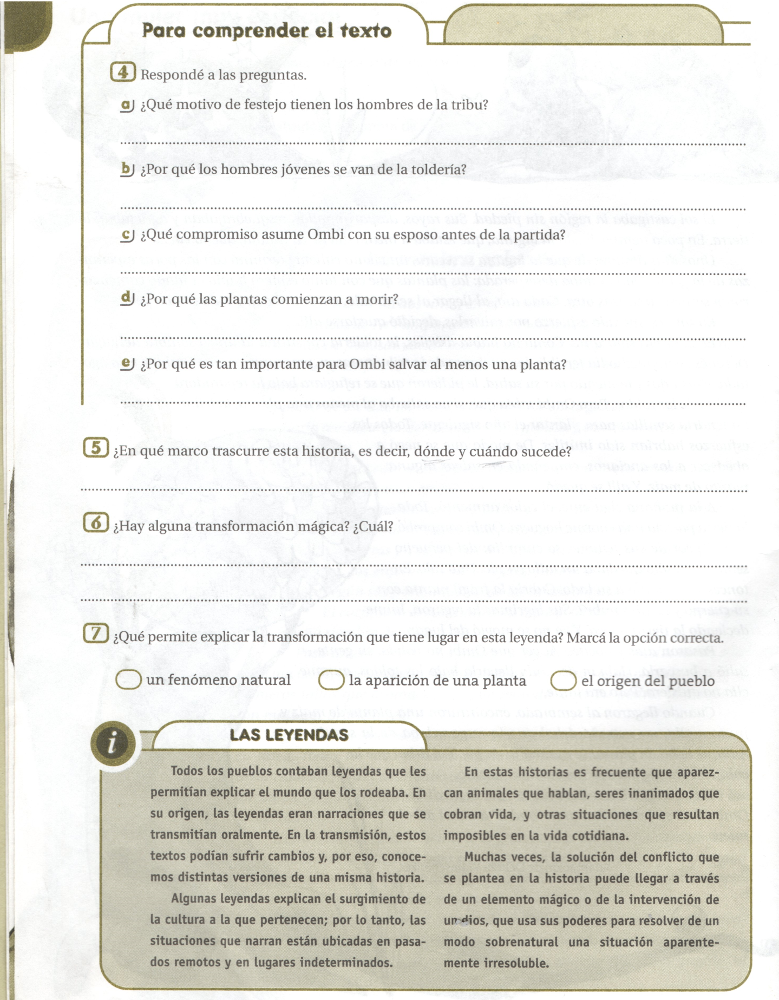 Para comprender el texto
4 Respondé a las preguntas.
a ¿Qué motivo de festejo tienen los hombres de la tribu?
b ¿Por qué los hombres jóvenes se van de la toldería?
c ¿Qué compromiso asume Ombi con su esposo antes de la partida?
d ¿Por qué las plantas comienzan a morir?
e ¿Por qué es tan importante para Ombi salvar al menos una planta?
5 ¿En qué marco trascurre esta historia, es decir, dónde y cuándo sucede?
6 ¿Hay alguna transformación mágica? ¿Cuál?
7 ¿Qué permite explicar la transformación que tiene lugar en esta leyenda? Marcá la opción correcta.
un fenómeno natural la aparición de una planta el origen del pueblo
i LAS LEYENDAS
Todos los pueblos contaban leyendas que les
permitían explicar el mundo que los rodeaba. En
su origen, las leyendas eran narraciones que se
transmitían oralmente. En la transmisión, estos
textos podían sufrir cambios y, por eso, conoce-
mos distintas versiones de una misma historia.
Algunas leyendas explican el surgimiento de
la cultura a la que pertenecen; por lo tanto, las
situaciones que narran están ubicadas en pasa-
dos remotos y en lugares indeterminados.
En estas historias es frecuente que aparez-
can animales que hablan, seres inanimados que
cobran vida, y otras situaciones que resultan
imposibles en la vida cotidiana.
Muchas veces, la solución del conflicto que
se plantea en la historia puede llegar a través
de un elemento mágico o de la intervención de
un dios, que usa sus poderes para resolver de un
modo sobrenatural una situación aparente-
mente irresoluble.